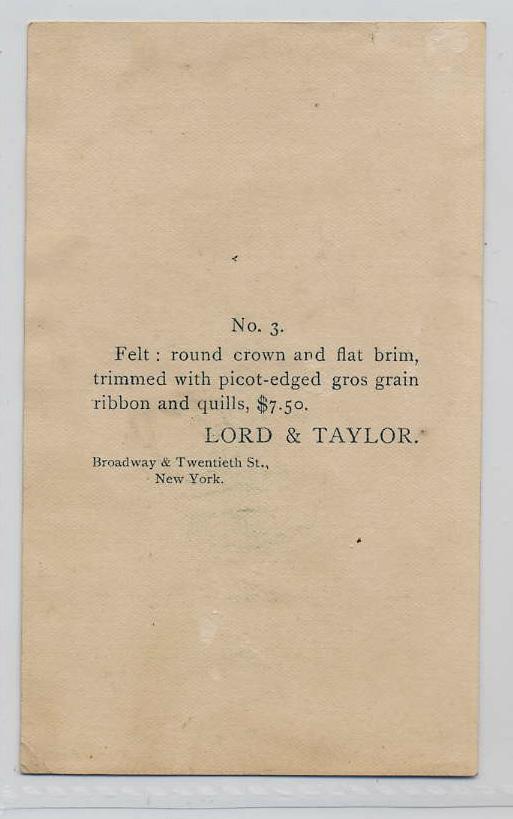 No. 3.
Felt : round crown and flat brim,
trimmed with picot-edged gros grain
ribbon and quills, $7.50.
LORD & TAYLOR.
Broadway & Twentieth St.,
New York.